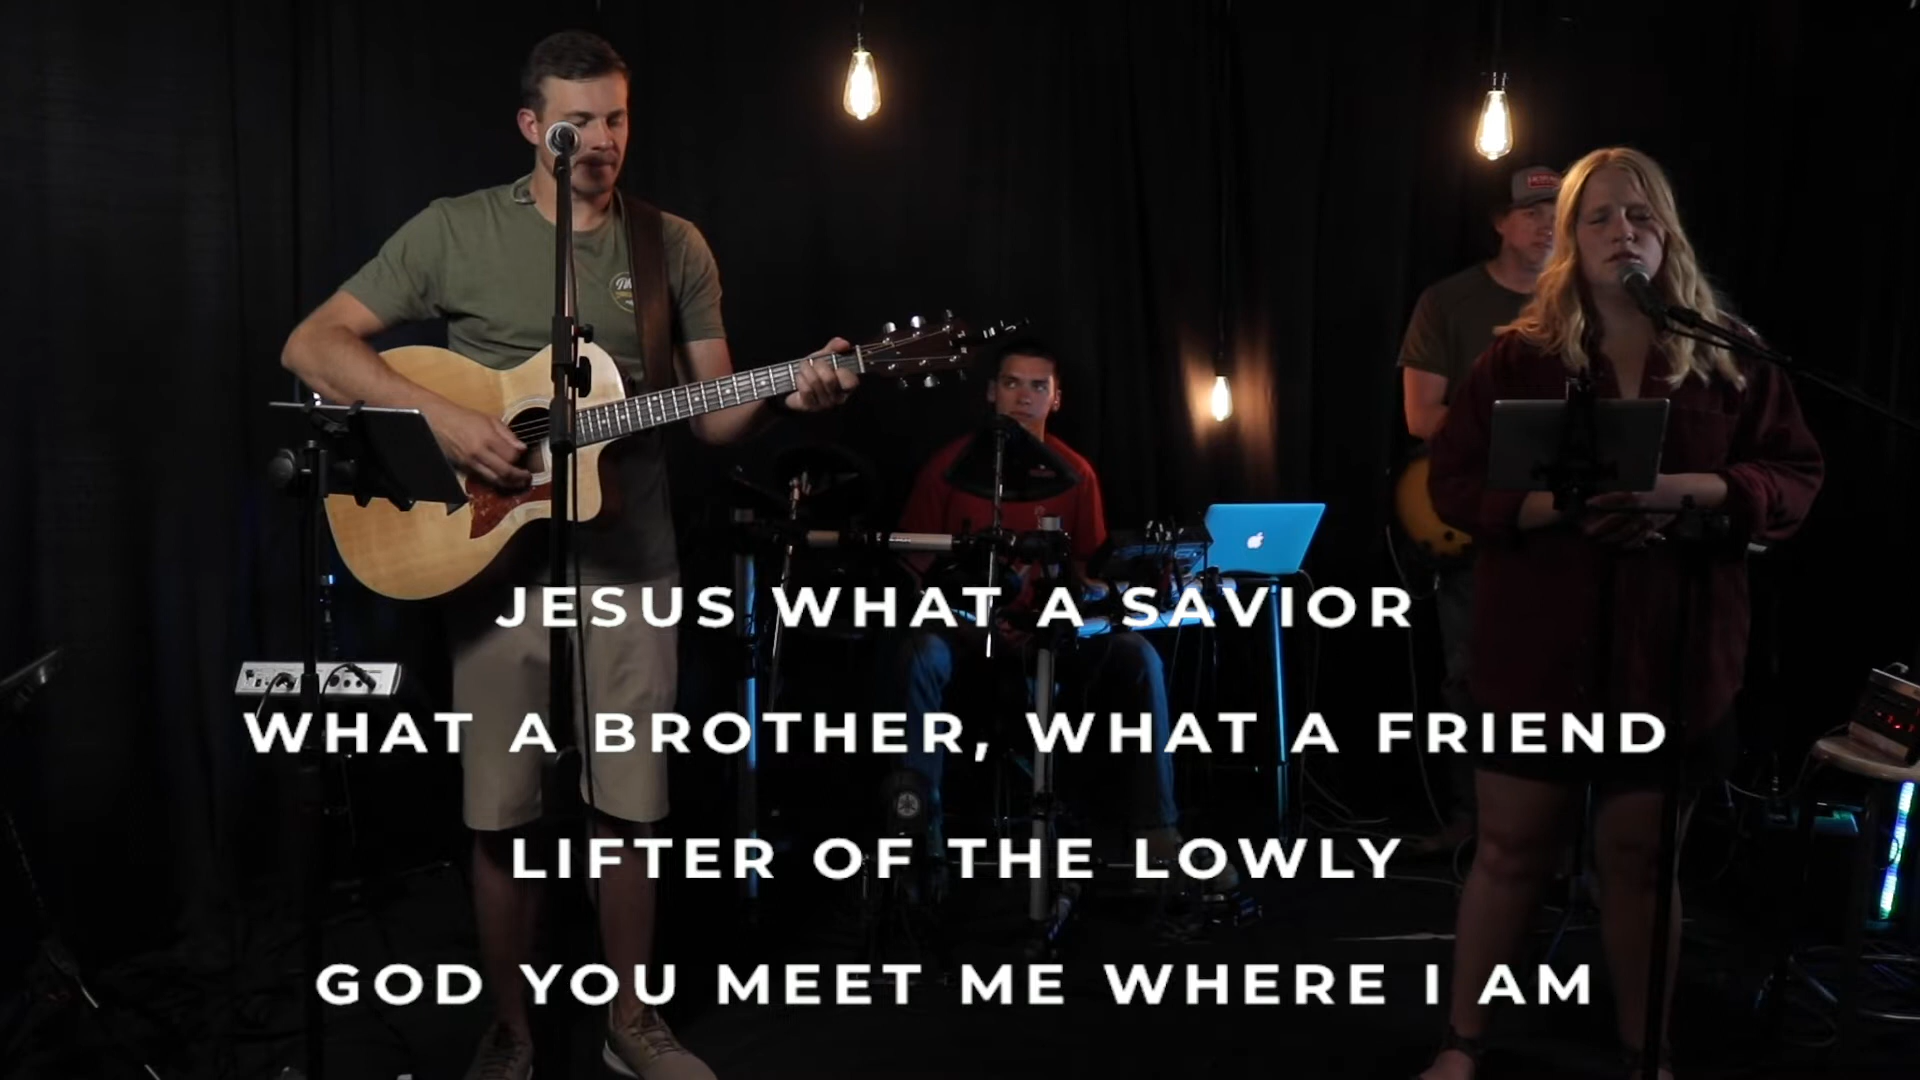 JESUS WHAT A SAVIOR
WHAT A BROTHER, WHAT A FRIEND
LIFTER OF THE LOWLY
GOD YOU MEET ME WHERE I AM